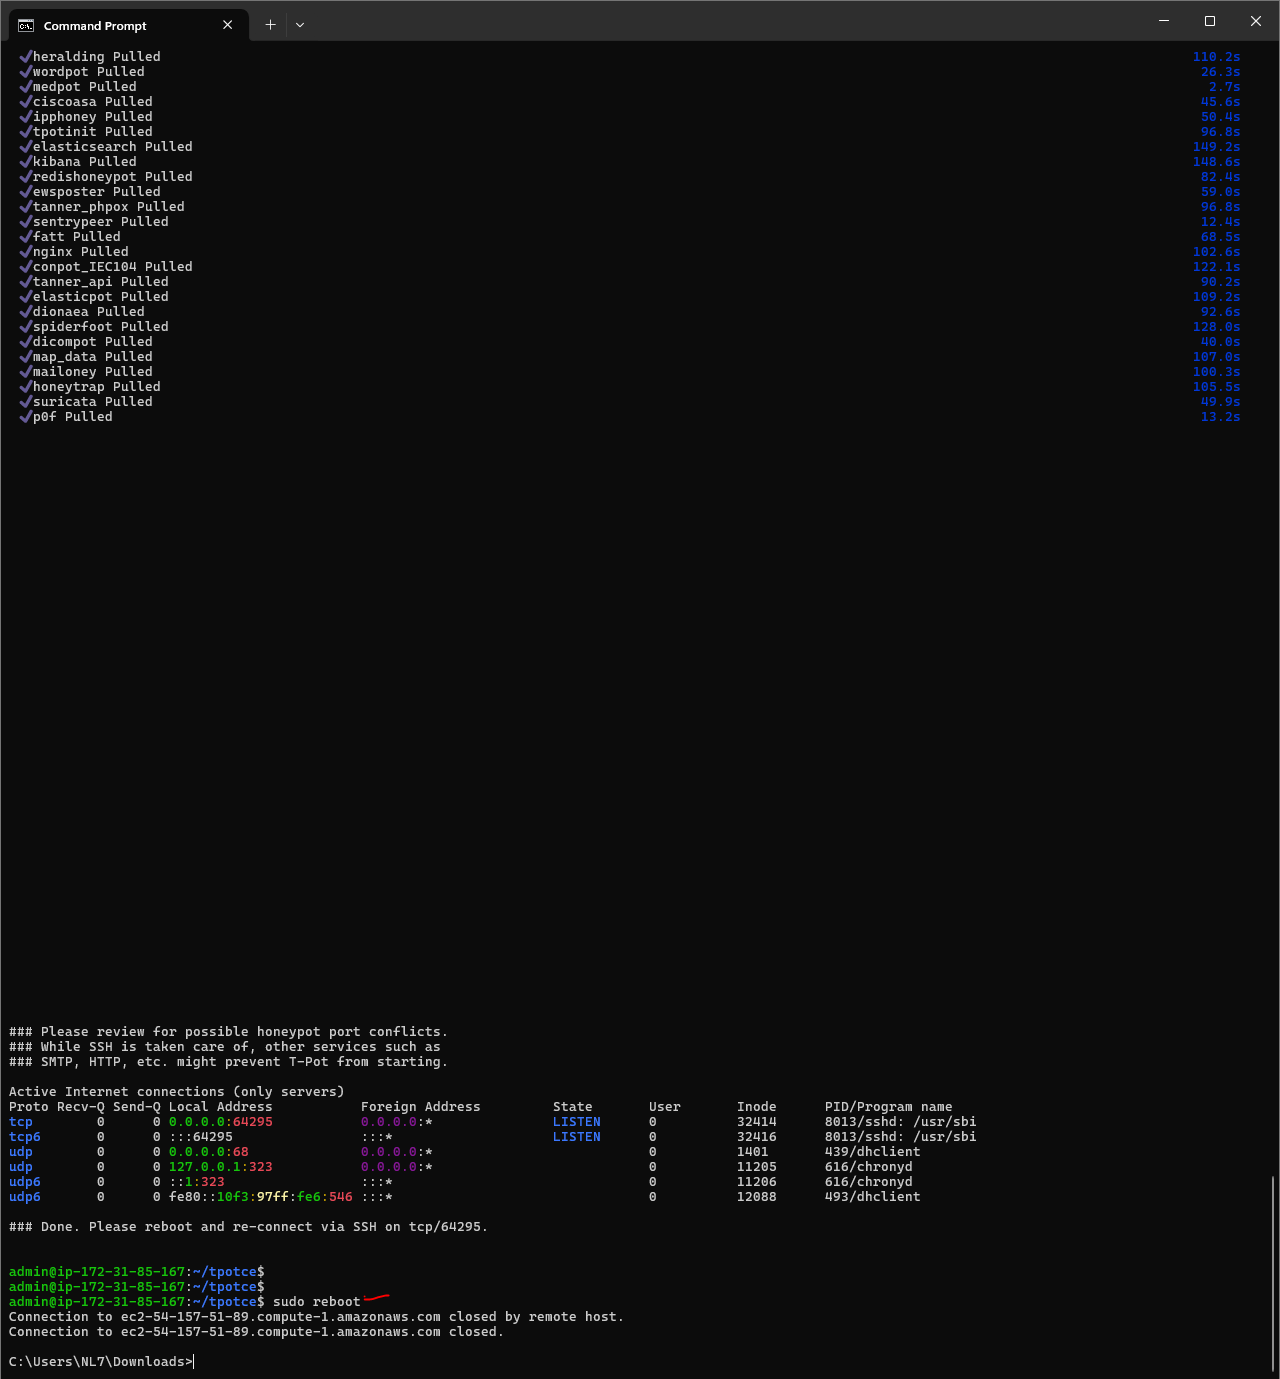 Command Prompt
✓heralding Pulled 110.2s
✓wordpot Pulled 26.3s
✓medpot Pulled 2.7s
✓ciscoasa Pulled 45.6s
✓ipphoney Pulled 50.4s
✓tpotinit Pulled 96.8s
✓elasticsearch Pulled 149.2s
✓kibana Pulled 148.6s
✓redishoneypot Pulled 82.4s
✓ewsposter Pulled 59.0s
✓tanner_phpox Pulled 96.8s
✓sentrypeer Pulled 12.4s
✓fatt Pulled 68.5s
✓nginx Pulled 102.6s
✓conpot_IEC104 Pulled 122.1s
✓tanner_api Pulled 90.2s
✓elasticpot Pulled 109.2s
✓dionaea Pulled 92.6s
✓spiderfoot Pulled 128.0s
✓dicompot Pulled 40.0s
✓map_data Pulled 107.0s
✓mailoney Pulled 100.3s
✓honeytrap Pulled 105.5s
✓suricata Pulled 49.9s
✓p0f Pulled 13.2s
### Please review for possible honeypot port conflicts.
### While SSH is taken care of, other services such as
### SMTP, HTTP, etc. might prevent T-Pot from starting.
Active Internet connections (only servers)
Proto Recv-Q Send-Q Local Address Foreign Address State User Inode PID/Program name
tcp 0 0 0.0.0.0:64295 0.0.0.0:* LISTEN 0 32414 8013/sshd: /usr/sbi
tcp6 0 0 :::64295 :::* LISTEN 0 32416 8013/sshd: /usr/sbi
udp 0 0 0.0.0.0:68 0.0.0.0:* 0 1401 439/dhclient
udp 0 0 127.0.0.1:323 0.0.0.0:* 0 11205 616/chronyd
udp6 0 0 ::1:323 :::* 0 11206 616/chronyd
udp6 0 0 fe80::10f3:97ff:fe6:546 :::* 0 12088 493/dhclient
### Done. Please reboot and re-connect via SSH on tcp/64295.
admin@ip-172-31-85-167:~/tpotce$
admin@ip-172-31-85-167:~/tpotce$
admin@ip-172-31-85-167:~/tpotce$ sudo reboot
Connection to ec2-54-157-51-89.compute-1.amazonaws.com closed by remote host.
Connection to ec2-54-157-51-89.compute-1.amazonaws.com closed.
C:\Users\NL7\Downloads>